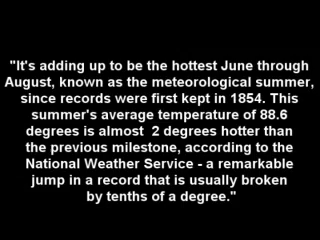 "It's adding up to be the hottest June through
August, known as the meteorological summer,
since records were first kept in 1854. This
summer's average temperature of 88.6
degrees is almost  2 degrees hotter than
the previous milestone, according to the
National Weather Service - a remarkable
jump in a record that is usually broken
by tenths of a degree."